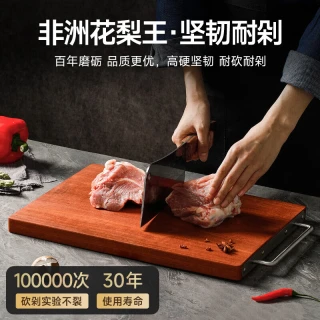 非洲花梨王·坚韧耐剁
百年磨砺 品质更优，高硬坚韧 耐砍耐剁
100000次
砍剁实验不裂
30年
使用寿命